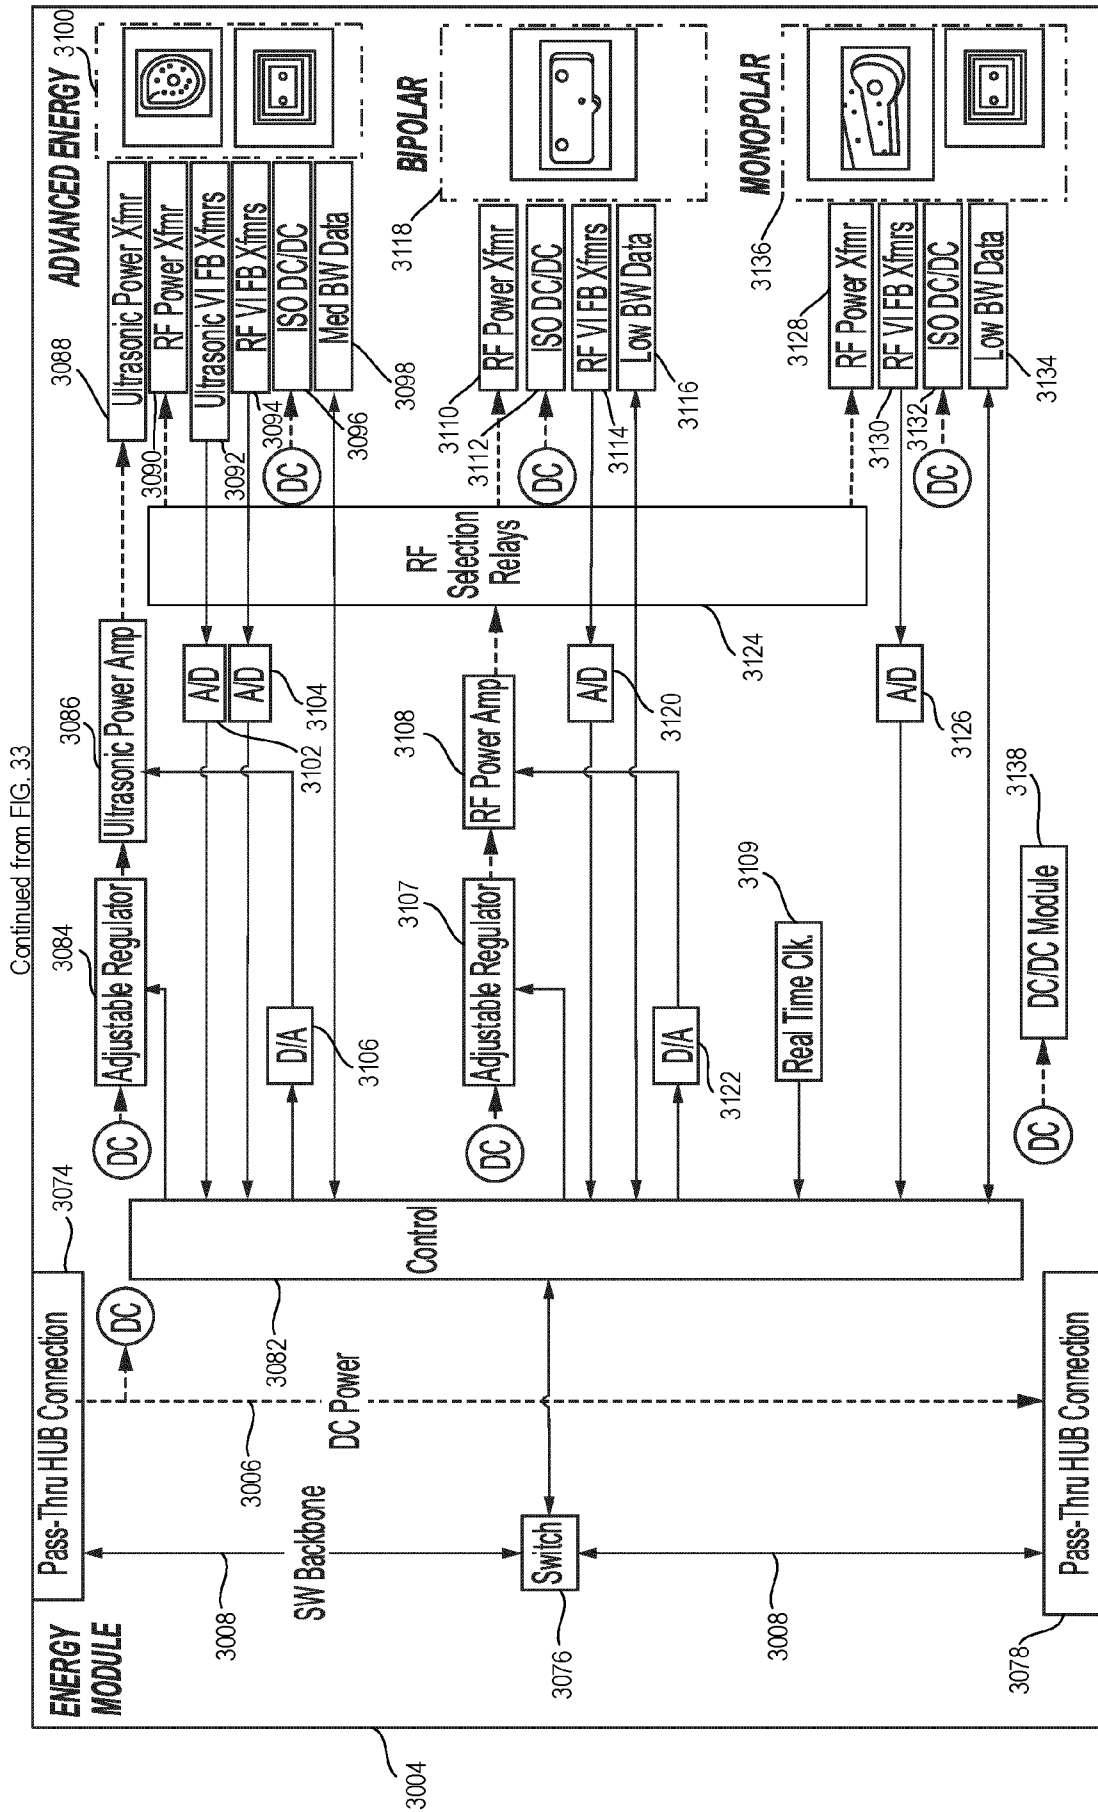 Continued from FIG. 33
ENERGY
MODULE
3004
Pass-Thru HUB Connection
3074
3008
SW Backbone
3006
DC Power
DC
Switch
3076
3008
Pass-Thru HUB Connection
3078
Control
3082
DC
Adjustable Regulator
3084
Ultrasonic Power Amp
3086
A/D
3102
A/D
3104
D/A
3106
DC
Adjustable Regulator
3107
RF Power Amp
3108
A/D
3120
D/A
3122
Real Time Clk.
3109
A/D
3126
DC
DC/DC Module
3138
RF
Selection
Relays
3124
ADVANCED ENERGY
3100
3088
Ultrasonic Power Xfmr
3090
RF Power Xfmr
Ultrasonic VI FB Xfmrs
3092
RF VI FB Xfmrs
3094
DC
ISO DC/DC
3096
Med BW Data
3098
BIPOLAR
3118
3110
RF Power Xfmr
3112
DC
ISO DC/DC
RF VI FB Xfmrs
3114
Low BW Data
3116
MONOPOLAR
3136
3128
RF Power Xfmr
3130
RF VI FB Xfmrs
3132
DC
ISO DC/DC
Low BW Data
3134